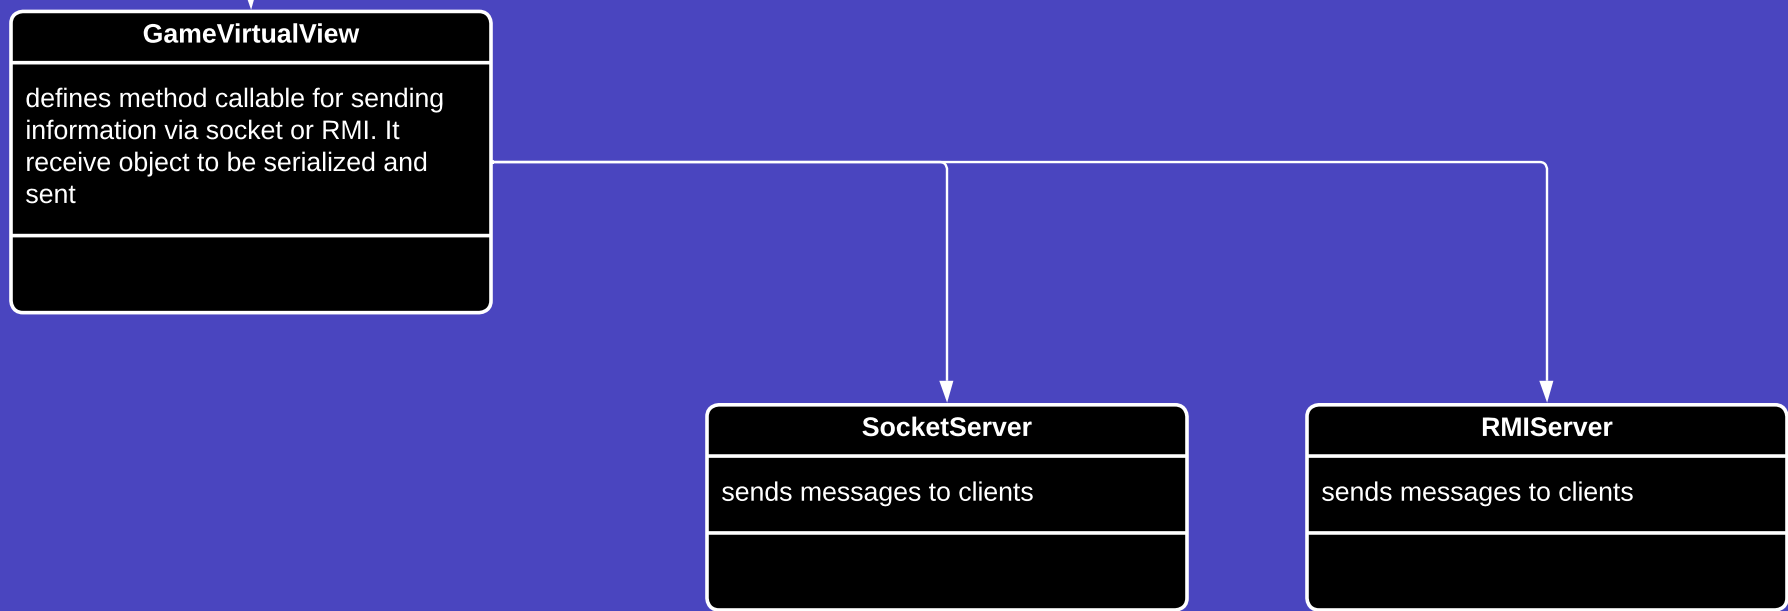 GameVirtualView
defines method callable for sending
information via socket or RMI. It
receive object to be serialized and
sent
SocketServer
sends messages to clients
RMIServer
sends messages to clients